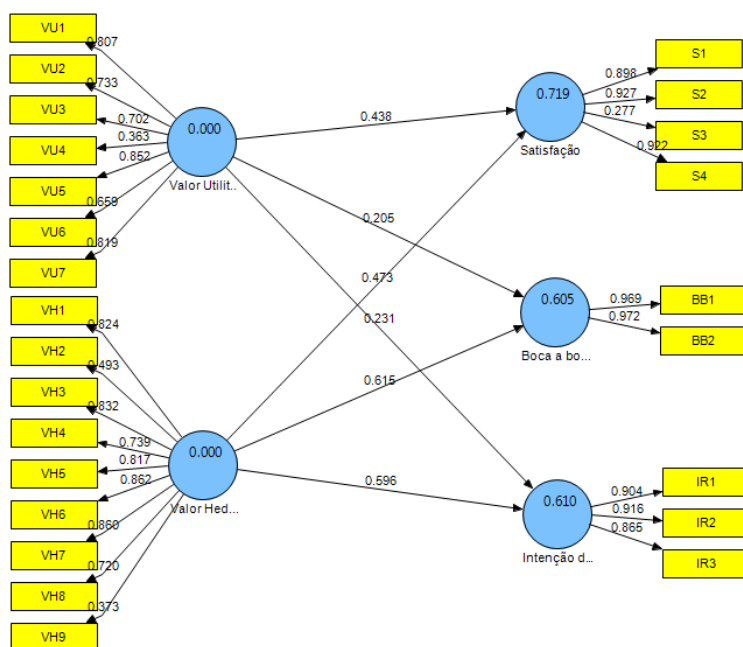 VU1
VU2
VU3
VU4
VU5
VU6
VU7
0.807
0.733
0.702
0.363
0.852
0.659
0.819
0.000
Valor Utilit..
VH1
VH2
VH3
VH4
VH5
VH6
VH7
VH8
VH9
0.824
0.493
0.832
0.739
0.817
0.862
0.860
0.720
0.373
0.000
Valor Hed...
0.438
0.205
0.473
0.231
0.615
0.596
0.719
Satisfação
0.898
0.927
0.277
0.922
S1
S2
S3
S4
0.605
Boca a bo...
0.969
0.972
BB1
BB2
0.610
Intenção d...
0.904
0.916
0.865
IR1
IR2
IR3